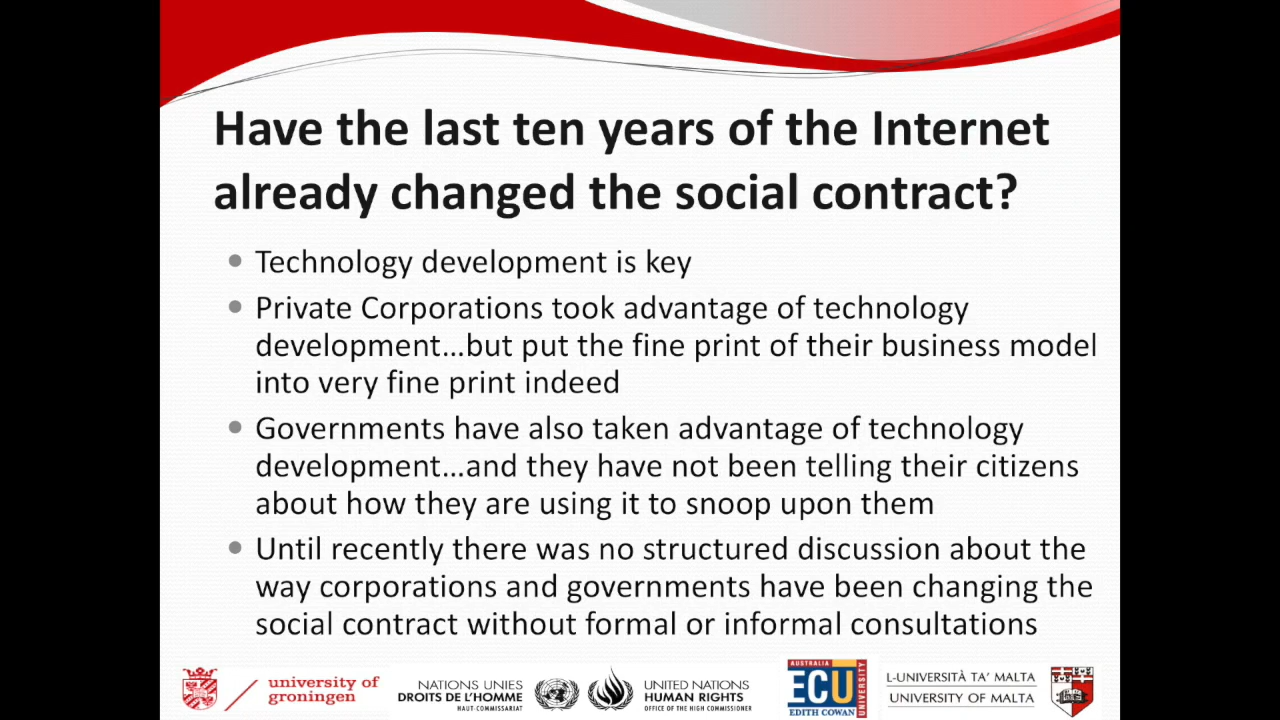 Have the last ten years of the Internet
already changed the social contract?
Technology development is key
Private Corporations took advantage of technology
development...but put the fine print of their business model
into very fine print indeed
Governments have also taken advantage of technology
development...and they have not been telling their citizens
about how they are using it to snoop upon them
Until recently there was no structured discussion about the
way corporations and governments have been changing the
social contract without formal or informal consultations
university of
groningen
NATIONS UNIES
DROITS DE L'HOMME
HAUT-COMMISSARIAT
UNITED NATIONS
HUMAN RIGHTS
OFFICE OF THE HIGH COMMISSIONER
AUSTRALIA
ECU
UNIVERSITY
EDITH COWAN
L-UNIVERSITÀ TA' MALTA
UNIVERSITY OF MALTA